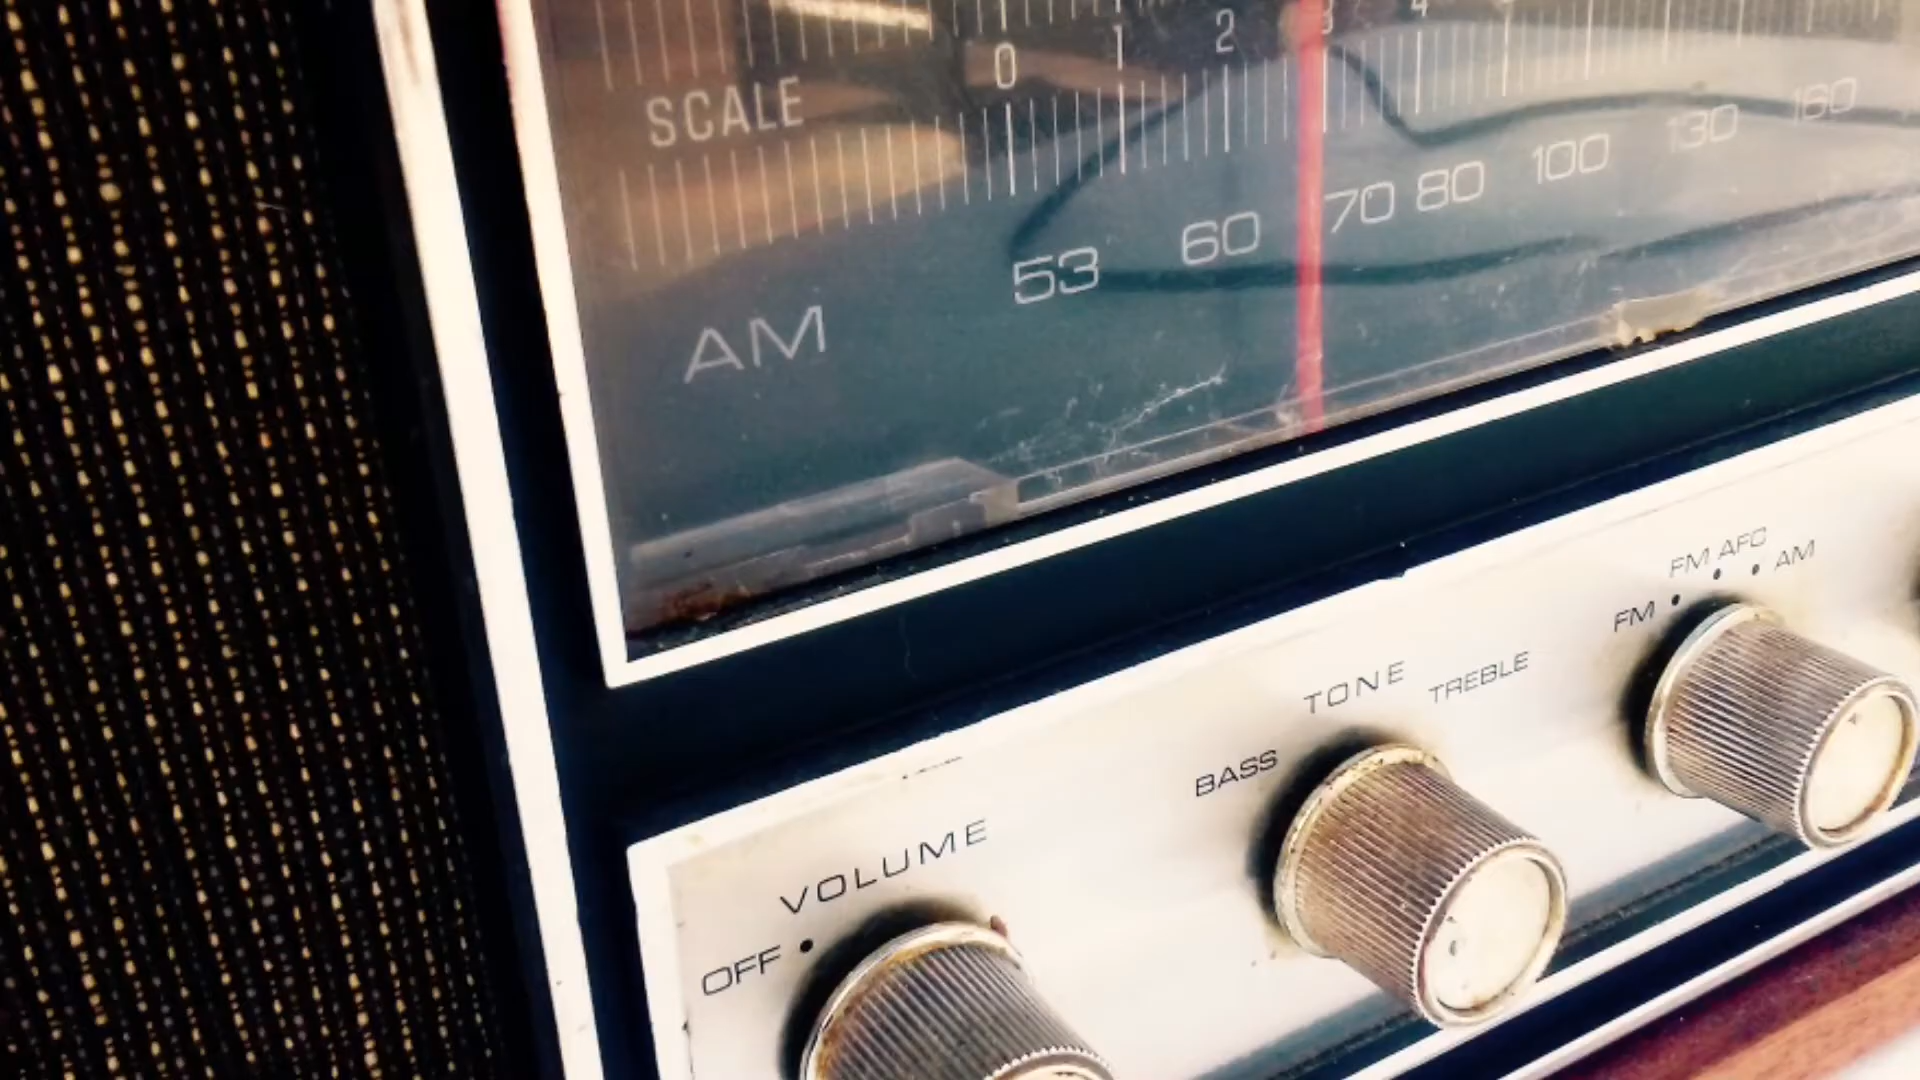 0 1 2 3 4
SCALE
53 60 70 80 100 130 160
AM
FM AFC
AM
FM
TONE
TREBLE
BASS
VOLUME
OFF